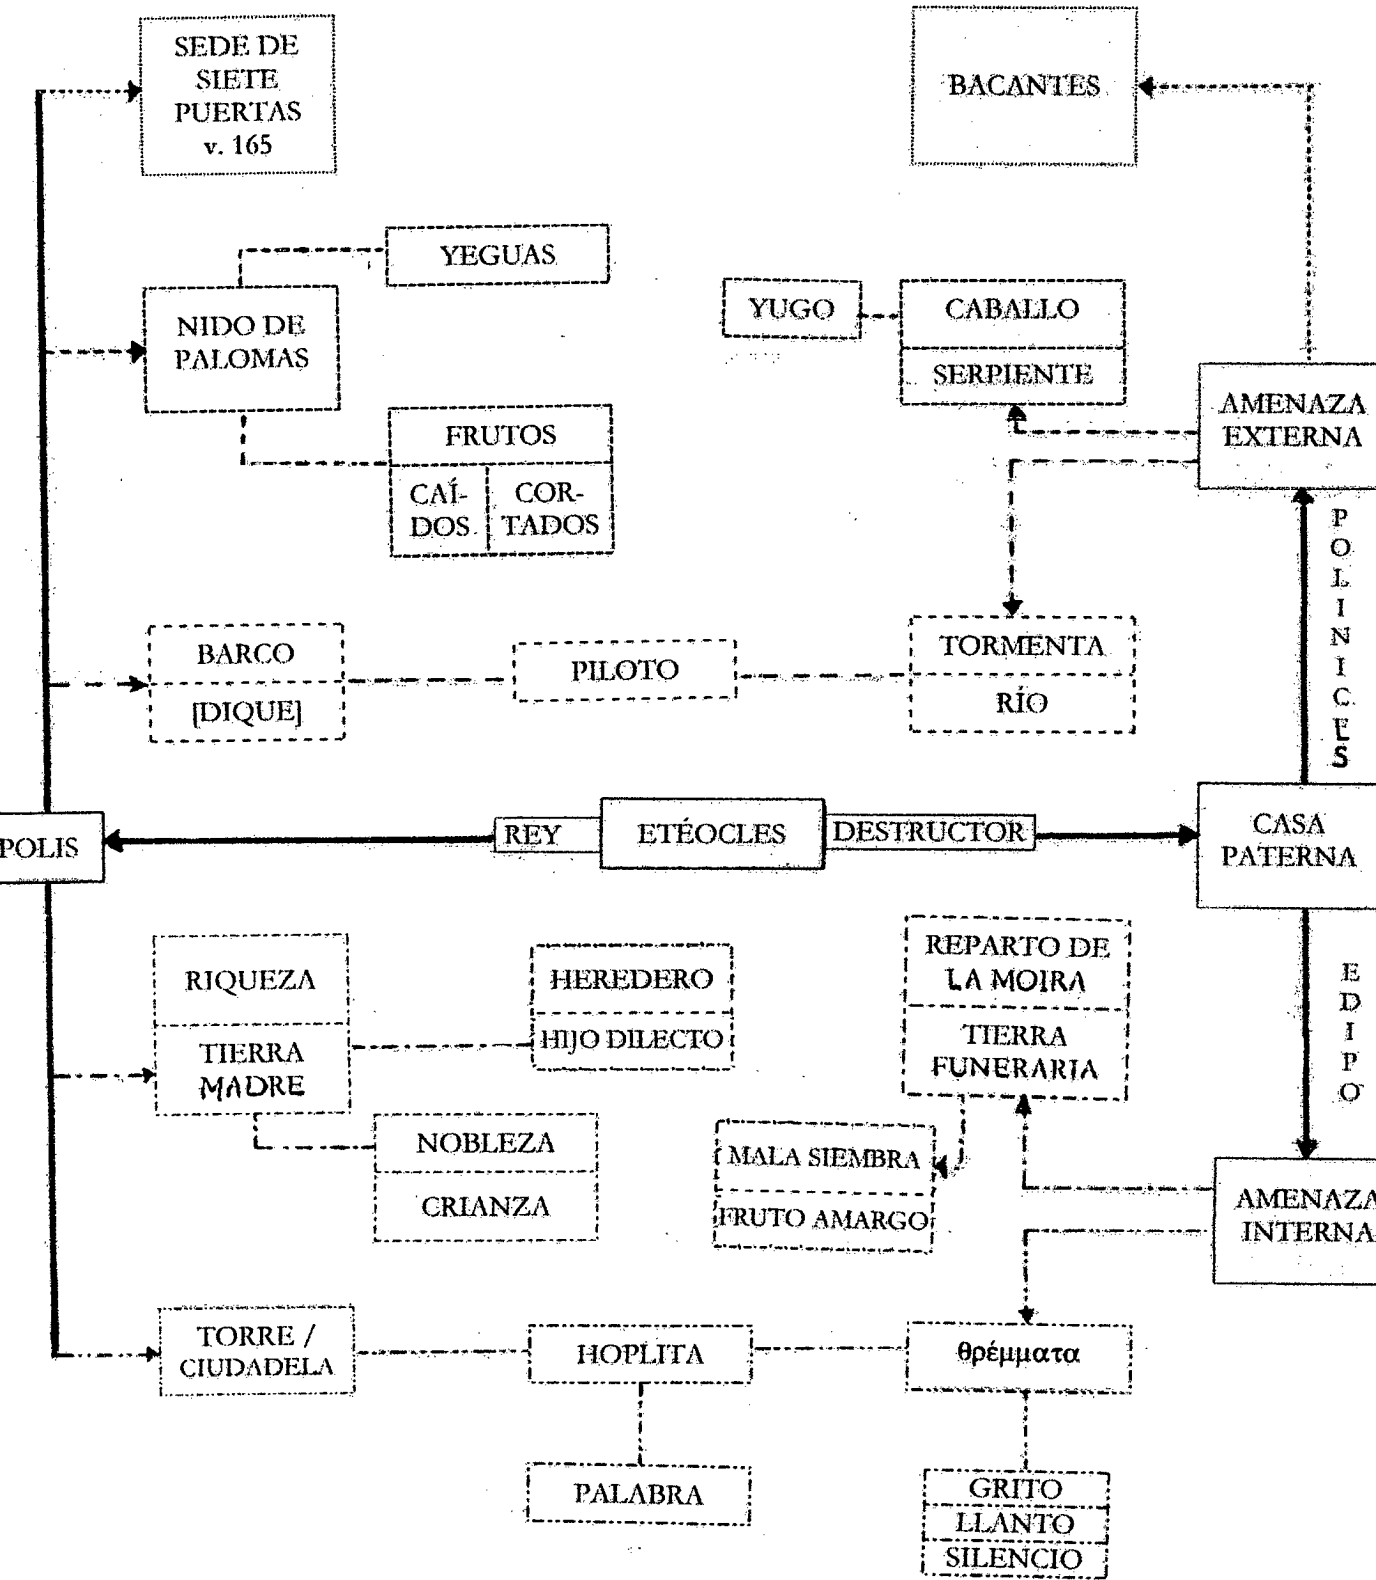 SEDE DE
SIETE
PUERTAS
v. 165
BACANTES
YEGUAS
NIDO DE
PALOMAS
YUGO
CABALLO
SERPIENTE
FRUTOS
CAÍ-
DOS
COR-
TADOS
AMENAZA
EXTERNA
POLINICES
BARCO
[DIQUE]
PILOTO
TORMENTA
RÍO
POLIS
REY
ETÉOCLES
DESTRUCTOR
CASA
PATERNA
RIQUEZA
TIERRA
MADRE
HEREDERO
HIJO DILECTO
REPARTO DE
LA MOIRA
TIERRA
FUNERARIA
EDIPO
NOBLEZA
CRIANZA
MALA SIEMBRA
FRUTO AMARGO
AMENAZA
INTERNA
TORRE /
CIUDADELA
HOPLITA
θρέμματα
PALABRA
GRITO
LLANTO
SILENCIO